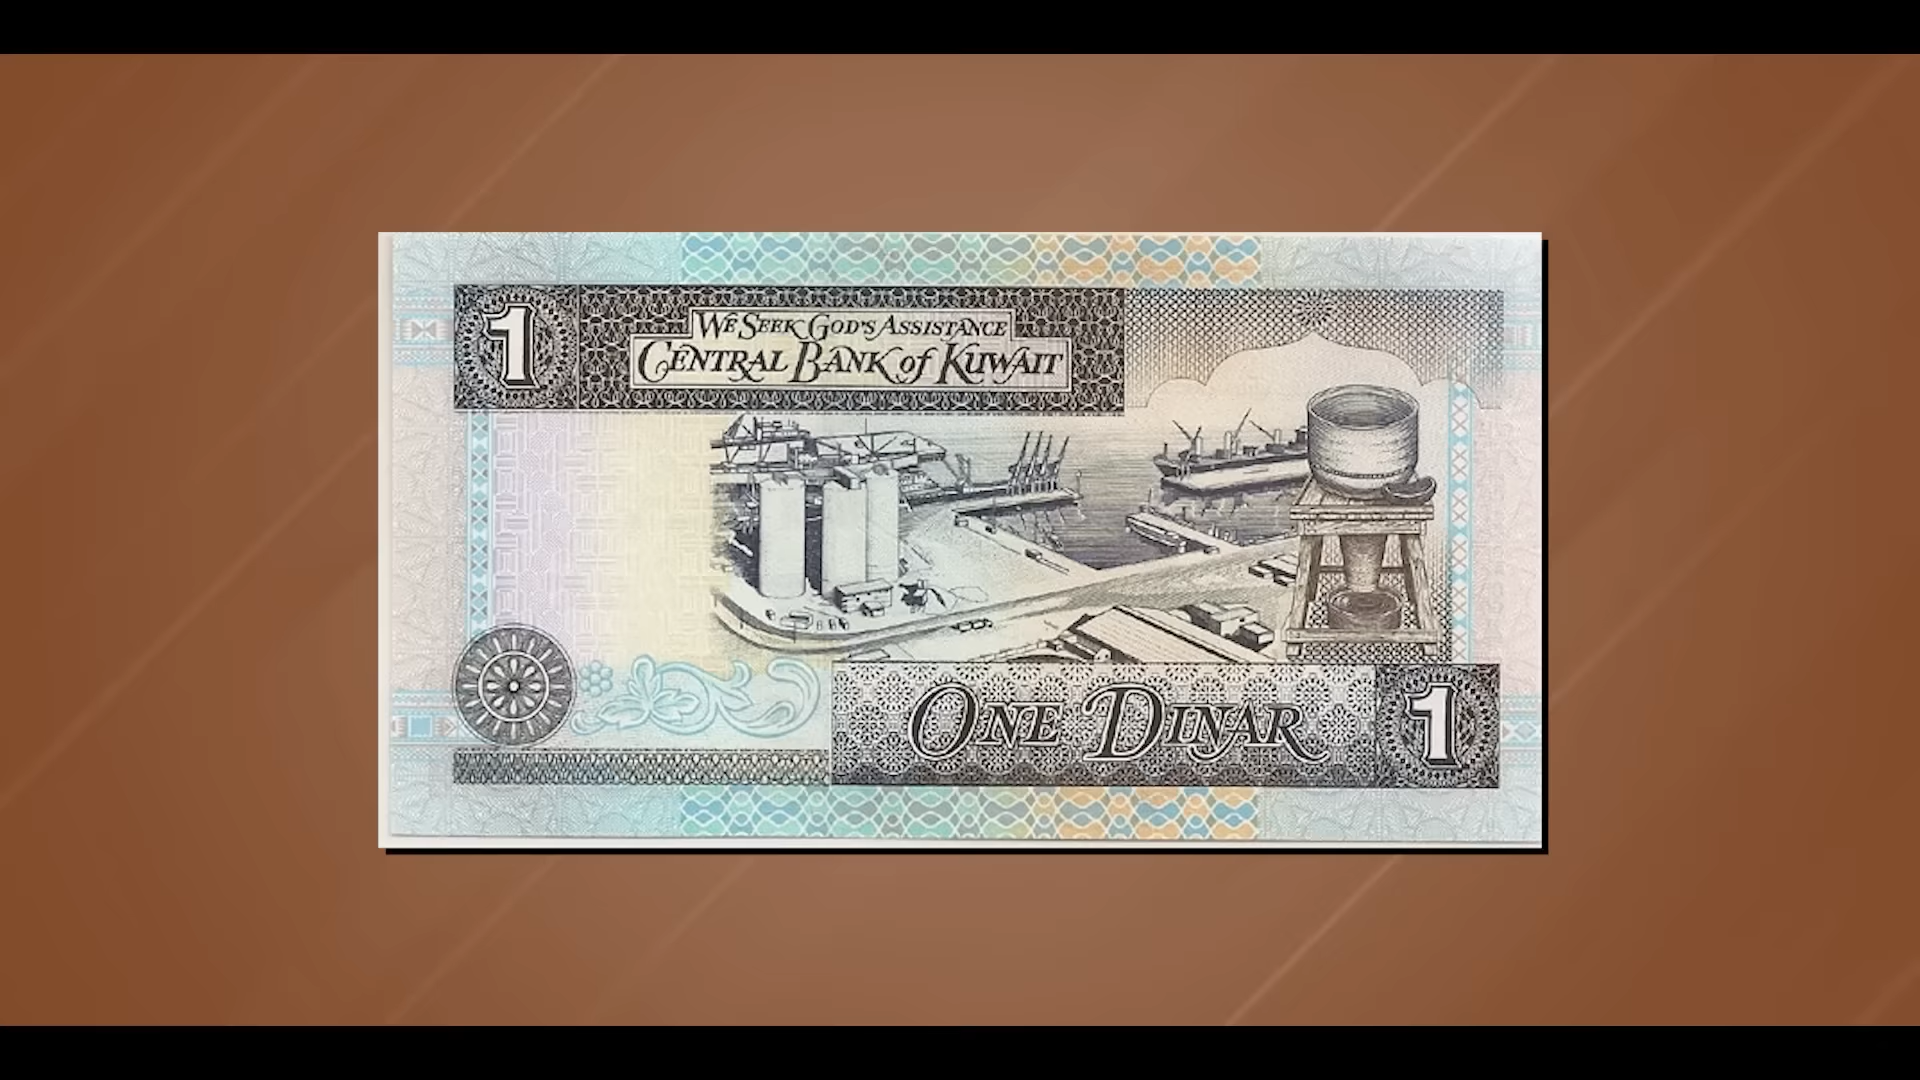 1
We Seek God's Assistance
Central Bank of Kuwait
One Dinar
1